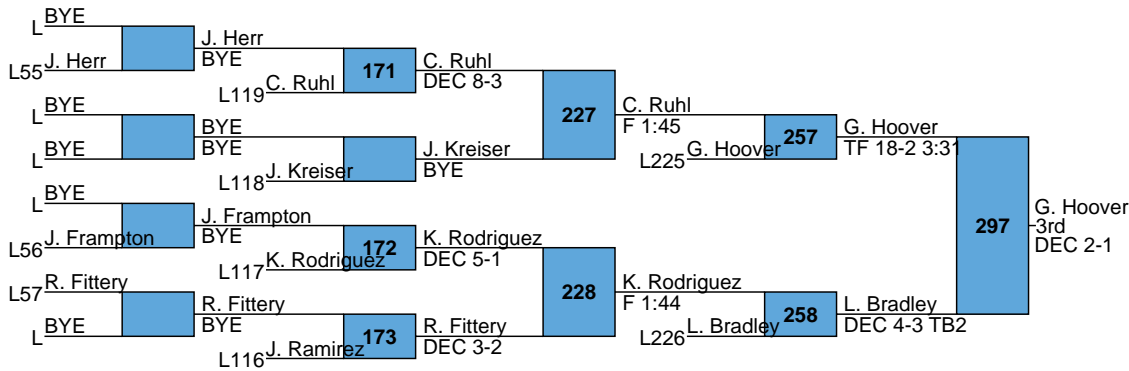 L BYE
L55 J. Herr
J. Herr
BYE
L119 C. Ruhl
171
C. Ruhl
DEC 8-3
L BYE
L BYE
BYE
BYE
L118 J. Kreiser
J. Kreiser
BYE
227
C. Ruhl
F 1:45
L225 G. Hoover
257
G. Hoover
TF 18-2 3:31
L BYE
L56 J. Frampton
J. Frampton
BYE
L117 K. Rodriguez
172
K. Rodriguez
DEC 5-1
L57 R. Fittery
L BYE
R. Fittery
BYE
L116 J. Ramirez
173
R. Fittery
DEC 3-2
228
K. Rodriguez
F 1:44
L226 L. Bradley
258
L. Bradley
DEC 4-3 TB2
297
G. Hoover
3rd
DEC 2-1